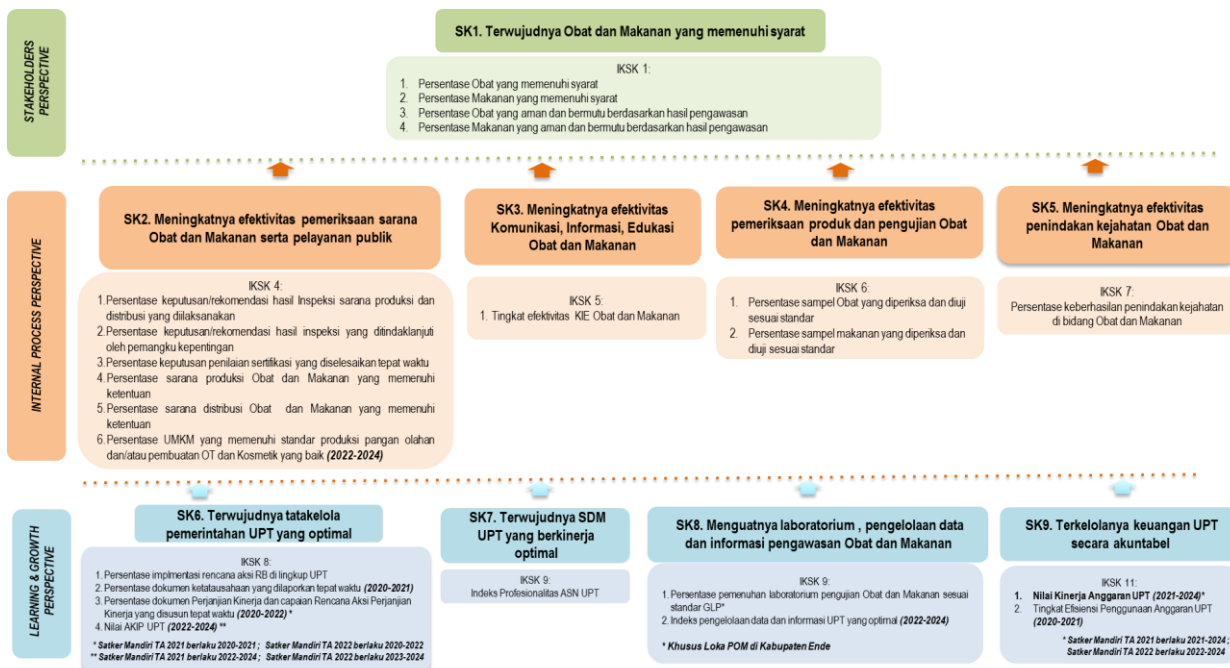 STAKEHOLDERS
PERSPECTIVE
SK1. Terwujudnya Obat dan Makanan yang memenuhi syarat
IKSK 1:
1. Persentase Obat yang memenuhi syarat
2. Persentase Makanan yang memenuhi syarat
3. Persentase Obat yang aman dan bermutu berdasarkan hasil pengawasan
4. Persentase Makanan yang aman dan bermutu berdasarkan hasil pengawasan
INTERNAL PROCESS PERSPECTIVE
SK2. Meningkatnya efektivitas pemeriksaan sarana
Obat dan Makanan serta pelayanan publik
IKSK 4:
1.Persentase keputusan/rekomendasi hasil Inspeksi sarana produksi dan
distribusi yang diilaksanakan
2.Persentase keputusan/rekomendasi hasil inspeksi yang ditindaklanjuti
oleh pemangku kepentingan
3.Persentase keputusan penilaian sertifikasi yang diselesaikan tepat waktu
4.Persentase sarana produksi Obat dan Makanan yang memenuhi
ketentuan
5.Persentase sarana distribusi Obat dan Makanan yang memenuhi
ketentuan
6.Persentase UMKM yang memenuhi standar produksi pangan olahan
dan/atau pembuatan OT dan Kosmetik yang baik (2022-2024)
SK3. Meningkatnya efektivitas
Komunikasi, Informasi, Edukasi
Obat dan Makanan
IKSK 5:
1. Tingkat efektivitas KIE Obat dan Makanan
SK4. Meningkatnya efektivitas
pemeriksaan produk dan pengujian Obat
dan Makanan
IKSK 6:
1. Persentase sampel Obat yang diperiksa dan diuji
sesuai standar
2. Persentase sampel makanan yang diperiksa dan
diuji sesuai standar
SK5. Meningkatnya efektivitas
penindakan kejahatan Obat dan
Makanan
IKSK 7:
Persentase keberhasilan penindakan kejahatan
di bidang Obat dan Makanan
LEARNING & GROWTH
PERSPECTIVE
SK6. Terwujudnya tatakelola
pemerintahan UPT yang optimal
IKSK 8:
1. Persentase implmentasi rencana aksi RB di lingkup UPT
2. Persentase dokumen ketatausahaan yang dilaporkan tepat waktu (2020-2021)
3. Persentase dokumen Perjanjian Kinerja dan capaian Rencana Aksi Perjanjian
Kinerja yang disusun tepat waktu (2020-2022) *
4. Nilai AKIP UPT (2022-2024) **
* Satker Mandiri TA 2021 berlaku 2020-2021 ; Satker Mandiri TA 2022 berlaku 2020-2022
** Satker Mandiri TA 2021 berlaku 2022-2024 ; Satker Mandiri TA 2022 berlaku 2023-2024
SK7. Terwujudnya SDM
UPT yang berkinerja
optimal
IKSK 9:
Indeks Profesionalitas ASN UPT
SK8. Menguatnya laboratorium , pengelolaan data
dan informasi pengawasan Obat dan Makanan
IKSK 9:
1.Persentase pemenuhan laboratorium pengujian Obat dan Makanan sesuai
standar GLP*
2.Indeks pengelolaan data dan informasi UPT yang optimal (2022-2024)
* Khusus Loka POM di Kabupaten Ende
SK9. Terkelolanya keuangan UPT
secara akuntabel
IKSK 11:
1. Nilai Kinerja Anggaran UPT (2021-2024)*
2. Tingkat Efisiensi Penggunaan Anggaran UPT
(2020-2021)
* Satker Mandiri TA 2021 berlaku 2021-2024 ;
Satker Mandiri TA 2022 berlaku 2022-2024